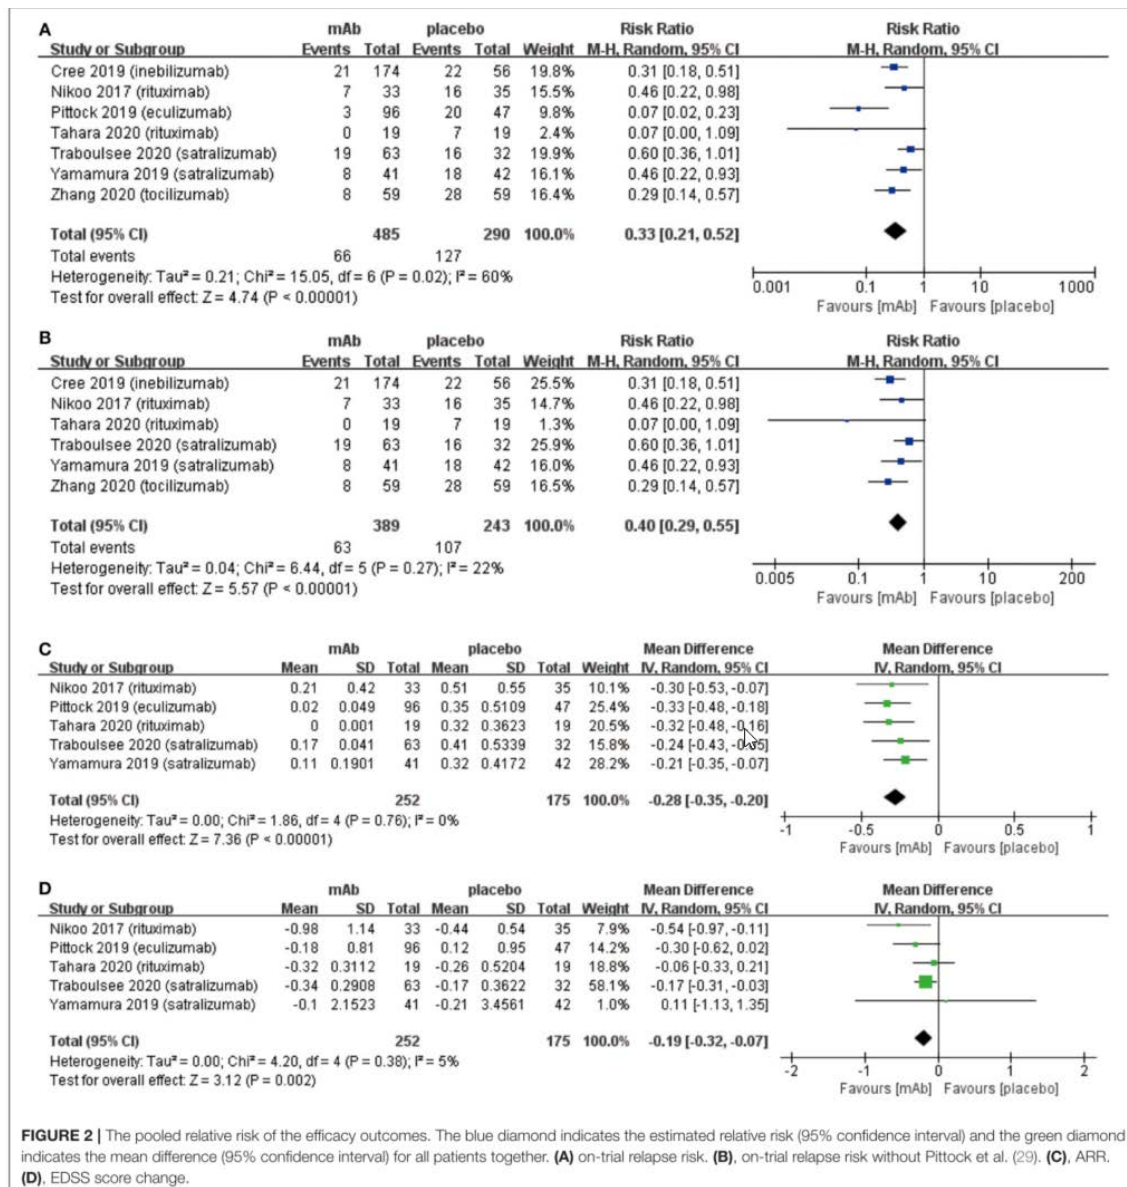 A
mAb placebo Risk Ratio Risk Ratio
Study or Subgroup Events Total Events Total Weight M-H, Random, 95% CI M-H, Random, 95% CI
Cree 2019 (inebilizumab) 21 174 22 56 19.8% 0.31 [0.18, 0.51]
Nikoo 2017 (rituximab) 7 33 16 35 15.5% 0.46 [0.22, 0.98]
Pittock 2019 (eculizumab) 3 96 20 47 9.8% 0.07 [0.02, 0.23]
Tahara 2020 (rituximab) 0 19 7 19 2.4% 0.07 [0.00, 1.09]
Traboulsee 2020 (satralizumab) 19 63 16 32 19.9% 0.60 [0.36, 1.01]
Yamamura 2019 (satralizumab) 8 41 18 42 16.1% 0.46 [0.22, 0.93]
Zhang 2020 (tocilizumab) 8 59 28 59 16.4% 0.29 [0.14, 0.57]
Total (95% CI) 485 290 100.0% 0.33 [0.21, 0.52]
Total events 66 127
Heterogeneity: Tau² = 0.21; Chi² = 15.05, df = 6 (P = 0.02); I² = 60%
Test for overall effect: Z = 4.74 (P < 0.00001)
0.001 0.1 1 10 1000
Favours [mAb] Favours [placebo]
B
mAb placebo Risk Ratio Risk Ratio
Study or Subgroup Events Total Events Total Weight M-H, Random, 95% CI M-H, Random, 95% CI
Cree 2019 (inebilizumab) 21 174 22 56 25.5% 0.31 [0.18, 0.51]
Nikoo 2017 (rituximab) 7 33 16 35 14.7% 0.46 [0.22, 0.98]
Tahara 2020 (rituximab) 0 19 7 19 1.3% 0.07 [0.00, 1.09]
Traboulsee 2020 (satralizumab) 19 63 16 32 25.9% 0.60 [0.36, 1.01]
Yamamura 2019 (satralizumab) 8 41 18 42 16.0% 0.46 [0.22, 0.93]
Zhang 2020 (tocilizumab) 8 59 28 59 16.5% 0.29 [0.14, 0.57]
Total (95% CI) 389 243 100.0% 0.40 [0.29, 0.55]
Total events 63 107
Heterogeneity: Tau² = 0.04; Chi² = 6.44, df = 5 (P = 0.27); I² = 22%
Test for overall effect: Z = 5.57 (P < 0.00001)
0.005 0.1 1 10 200
Favours [mAb] Favours [placebo]
C
mAb placebo Mean Difference Mean Difference
Study or Subgroup Mean SD Total Mean SD Total Weight IV, Random, 95% CI IV, Random, 95% CI
Nikoo 2017 (rituximab) 0.21 0.42 33 0.51 0.55 35 10.1% -0.30 [-0.53, -0.07]
Pittock 2019 (eculizumab) 0.02 0.049 96 0.35 0.5109 47 25.4% -0.33 [-0.48, -0.18]
Tahara 2020 (rituximab) 0 0.001 19 0.32 0.3623 19 20.5% -0.32 [-0.48, -0.16]
Traboulsee 2020 (satralizumab) 0.17 0.041 63 0.41 0.5339 32 15.8% -0.24 [-0.43,
Yamamura 2019 (satralizumab) 0.11 0.1901 41 0.32 0.4172 42 28.2% -0.21 [-0.35, -0.07]
Total (95% CI) 252 175 100.0% -0.28 [-0.35, -0.20]
Heterogeneity: Tau² = 0.00; Chi² = 1.86, df = 4 (P = 0.76); I² = 0%
Test for overall effect: Z = 7.36 (P < 0.00001)
-1 -0.5 0 0.5 1
Favours [mAb] Favours [placebo]
D
mAb placebo Mean Difference Mean Difference
Study or Subgroup Mean SD Total Mean SD Total Weight IV, Random, 95% CI IV, Random, 95% CI
Nikoo 2017 (rituximab) -0.98 1.14 33 -0.44 0.54 35 7.9% -0.54 [-0.97, -0.11]
Pittock 2019 (eculizumab) -0.18 0.81 96 0.12 0.95 47 14.2% -0.30 [-0.62, 0.02]
Tahara 2020 (rituximab) -0.32 0.3112 19 -0.26 0.5204 19 18.8% -0.06 [-0.33, 0.21]
Traboulsee 2020 (satralizumab) -0.34 0.2908 63 -0.17 0.3622 32 58.1% -0.17 [-0.31, -0.03]
Yamamura 2019 (satralizumab) -0.1 2.1523 41 -0.21 3.4561 42 1.0% 0.11 [-1.13, 1.35]
Total (95% CI) 252 175 100.0% -0.19 [-0.32, -0.07]
Heterogeneity: Tau² = 0.00; Chi² = 4.20, df = 4 (P = 0.38); I² = 5%
Test for overall effect: Z = 3.12 (P = 0.002)
-2 -1 0 1 2
Favours [mAb] Favours [placebo]
FIGURE 2 | The pooled relative risk of the efficacy outcomes. The blue diamond indicates the estimated relative risk (95% confidence interval) and the green diamond
indicates the mean difference (95% confidence interval) for all patients together. (A) on-trial relapse risk. (B), on-trial relapse risk without Pittock et al. (29). (C), ARR.
(D), EDSS score change.